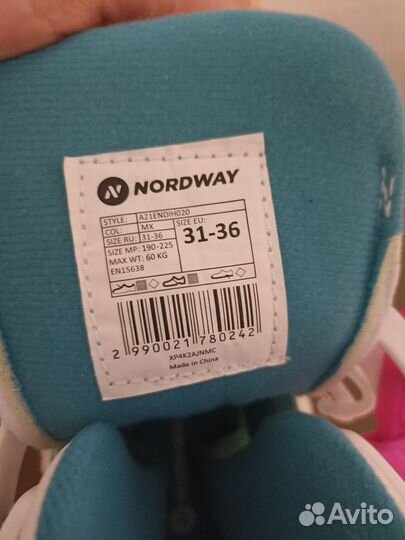 NORDWAY
STYLE: A21ENDIH020
COL: MX
SIZE RU: 31-36
SIZE MP: 190-225
MAX WT: 60 KG
EN15638
SIZE EU:
31-36
2 990021 780242
XP4K2AJNMC
Made in China
Avito